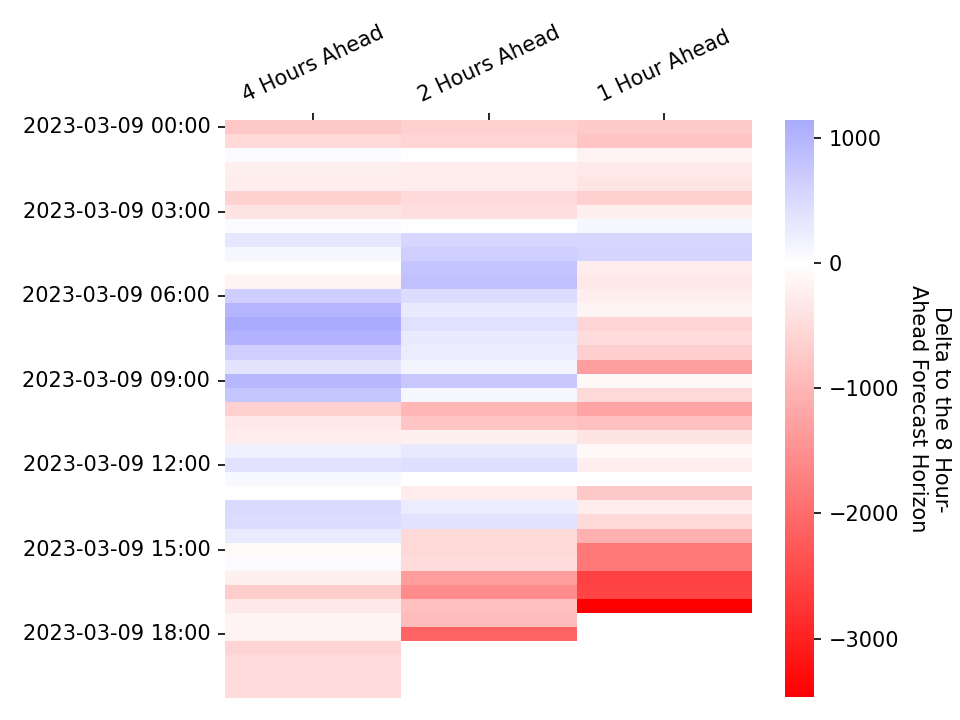 4 Hours Ahead
2 Hours Ahead
1 Hour Ahead
2023-03-09 00:00
2023-03-09 03:00
2023-03-09 06:00
2023-03-09 09:00
2023-03-09 12:00
2023-03-09 15:00
2023-03-09 18:00
1000
0
−1000
−2000
−3000
Delta to the 8 Hour-
Ahead Forecast Horizon